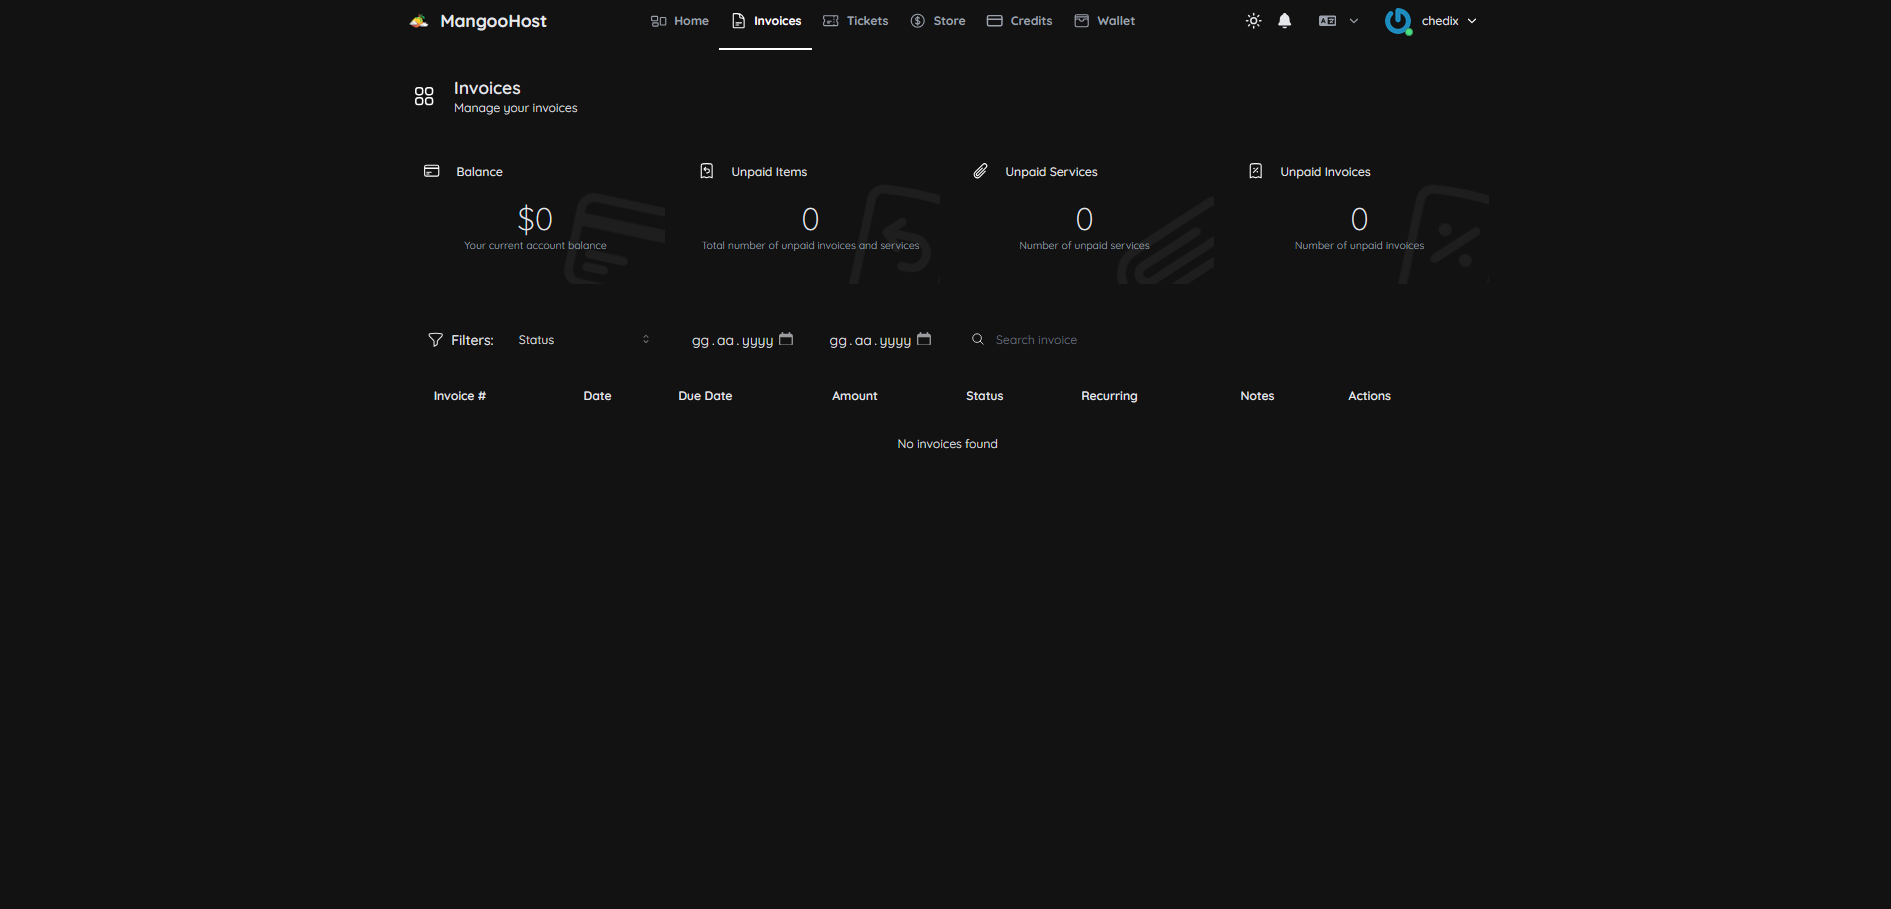 MangooHost Home Invoices Tickets Store Credits Wallet chedix
Invoices
Manage your invoices
Balance Unpaid Items Unpaid Services Unpaid Invoices
$0 0 0 0
Your current account balance Total number of unpaid invoices and services Number of unpaid services Number of unpaid invoices
Filters: Status gg.aa.yyyy gg.aa.yyyy Search invoice
Invoice # Date Due Date Amount Status Recurring Notes Actions
No invoices found